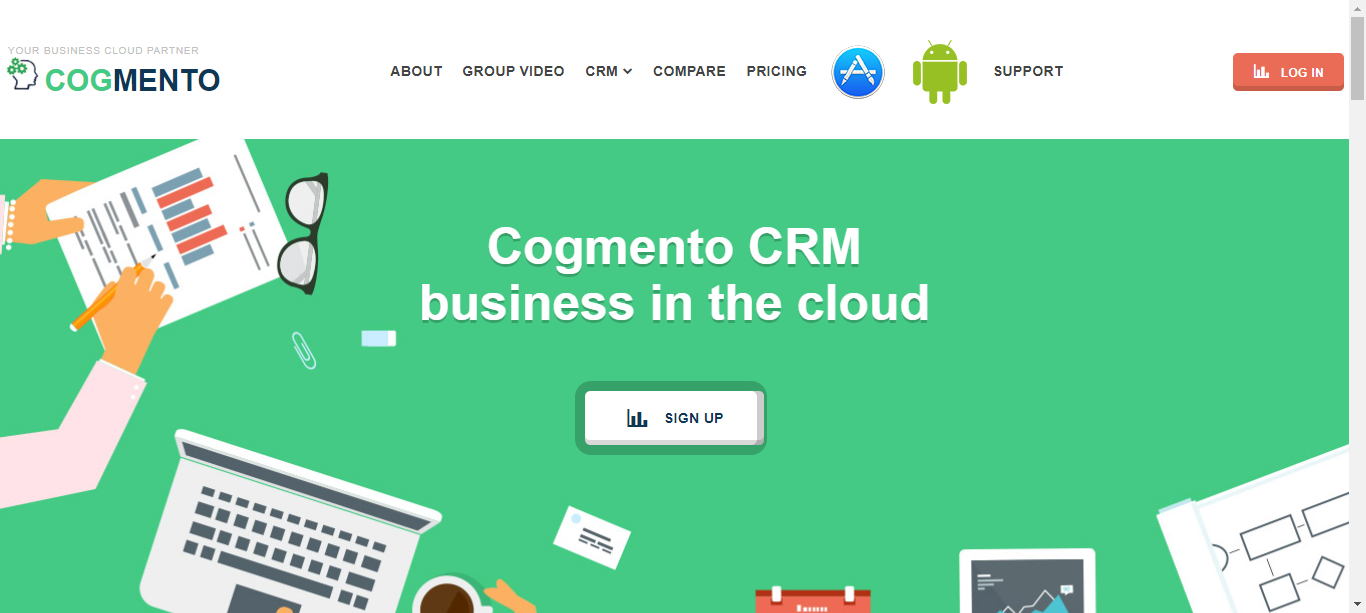 YOUR BUSINESS CLOUD PARTNER
COGMENTO
ABOUT GROUP VIDEO CRM COMPARE PRICING SUPPORT
LOG IN
Cogmento CRM
business in the cloud
SIGN UP